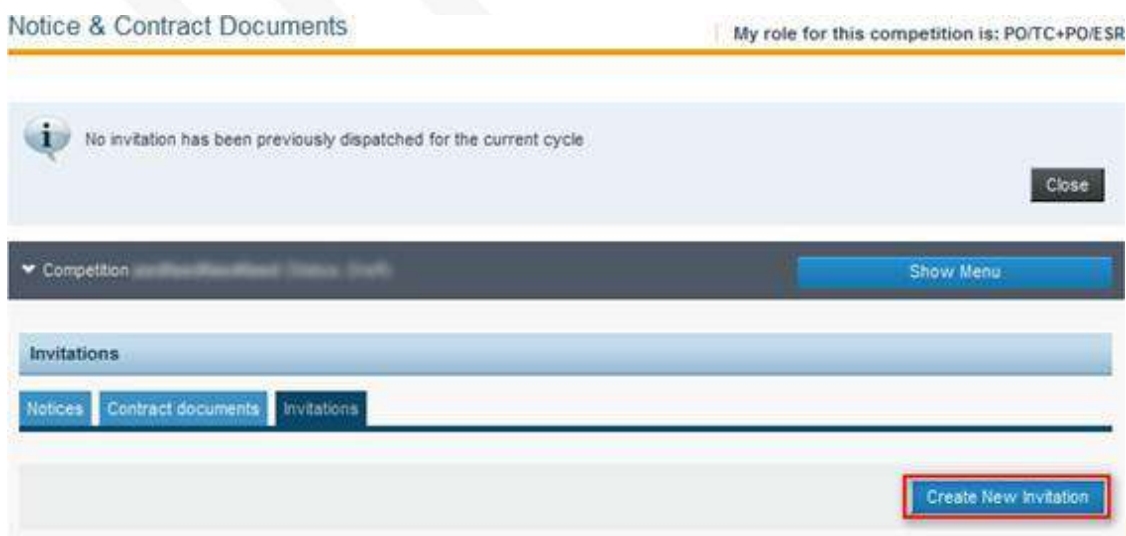 Notice & Contract Documents
My role for this competition is: PO/TC+PO/ESR
No invitation has been previously dispatched for the current cycle
Close
Competition
Show Menu
Invitations
Notices Contract documents Invitations
Create New Invitation